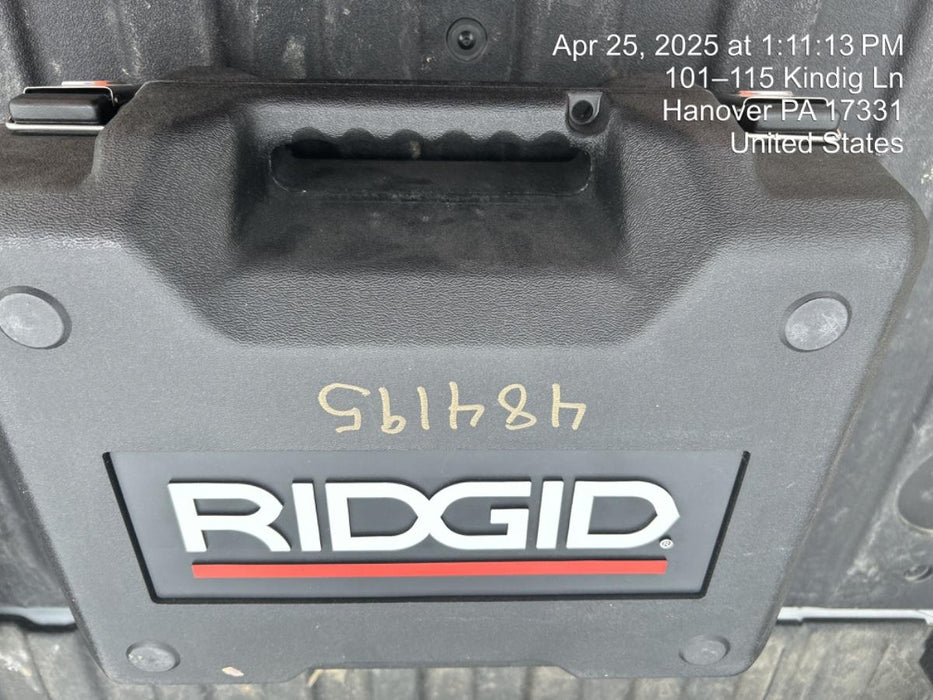 Apr 25, 2025 at 1:11:13 PM
101–115 Kindig Ln
Hanover PA 17331
United States
484195
RIDGID®